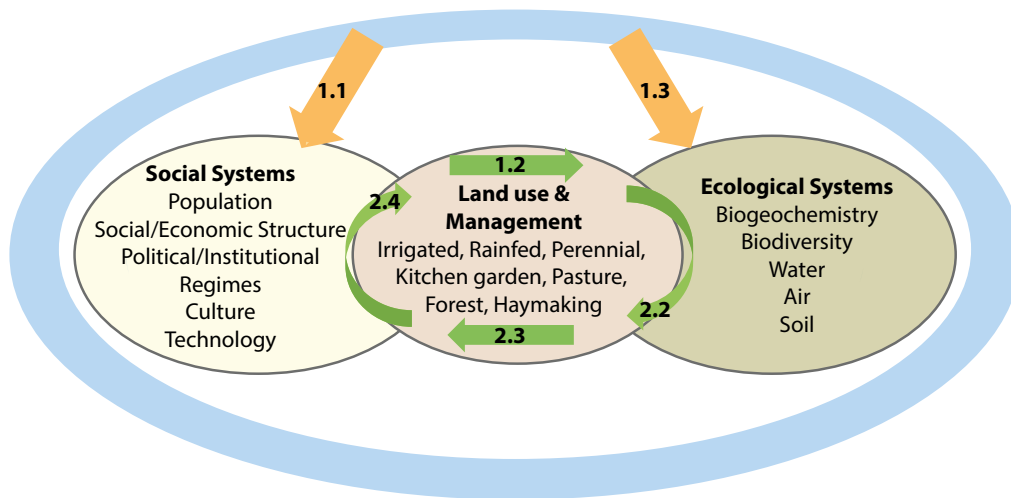 1.1
1.3
Social Systems
Population
Social/Economic Structure
Political/Institutional
Regimes
Culture
Technology
2.4
1.2
Land use &
Management
Irrigated, Rainfed, Perennial,
Kitchen garden, Pasture,
Forest, Haymaking
2.3
2.2
Ecological Systems
Biogeochemistry
Biodiversity
Water
Air
Soil